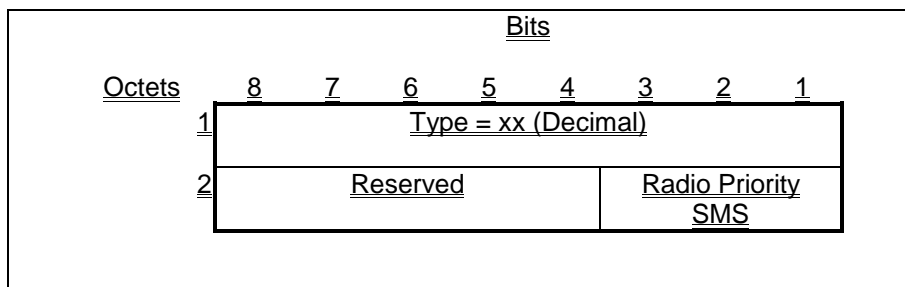 Bits
Octets 8 7 6 5 4 3 2 1
1 Type = xx (Decimal)
2 Reserved Radio Priority
SMS